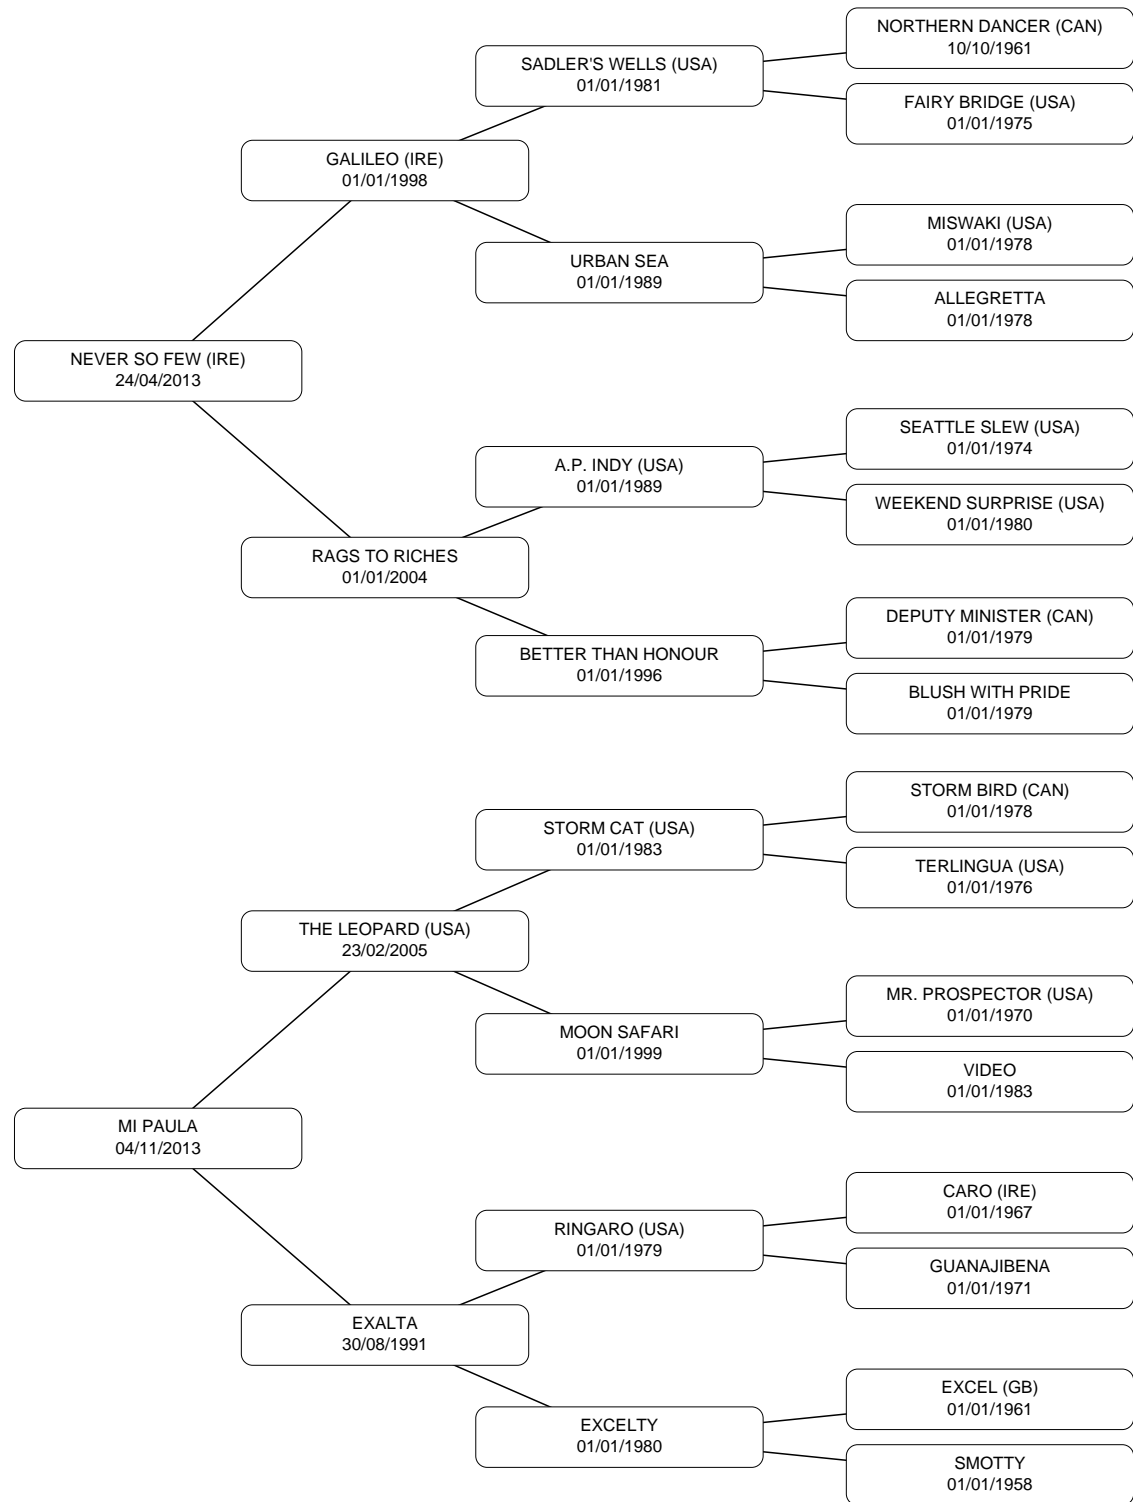 NORTHERN DANCER (CAN)
10/10/1961
SADLER'S WELLS (USA)
01/01/1981
FAIRY BRIDGE (USA)
01/01/1975
GALILEO (IRE)
01/01/1998
MISWAKI (USA)
01/01/1978
URBAN SEA
01/01/1989
ALLEGRETTA
01/01/1978
NEVER SO FEW (IRE)
24/04/2013
SEATTLE SLEW (USA)
01/01/1974
A.P. INDY (USA)
01/01/1989
WEEKEND SURPRISE (USA)
01/01/1980
RAGS TO RICHES
01/01/2004
DEPUTY MINISTER (CAN)
01/01/1979
BETTER THAN HONOUR
01/01/1996
BLUSH WITH PRIDE
01/01/1979
STORM BIRD (CAN)
01/01/1978
STORM CAT (USA)
01/01/1983
TERLINGUA (USA)
01/01/1976
THE LEOPARD (USA)
23/02/2005
MR. PROSPECTOR (USA)
01/01/1970
MOON SAFARI
01/01/1999
VIDEO
01/01/1983
MI PAULA
04/11/2013
CARO (IRE)
01/01/1967
RINGARO (USA)
01/01/1979
GUANAJIBENA
01/01/1971
EXALTA
30/08/1991
EXCEL (GB)
01/01/1961
EXCELTY
01/01/1980
SMOTTY
01/01/1958